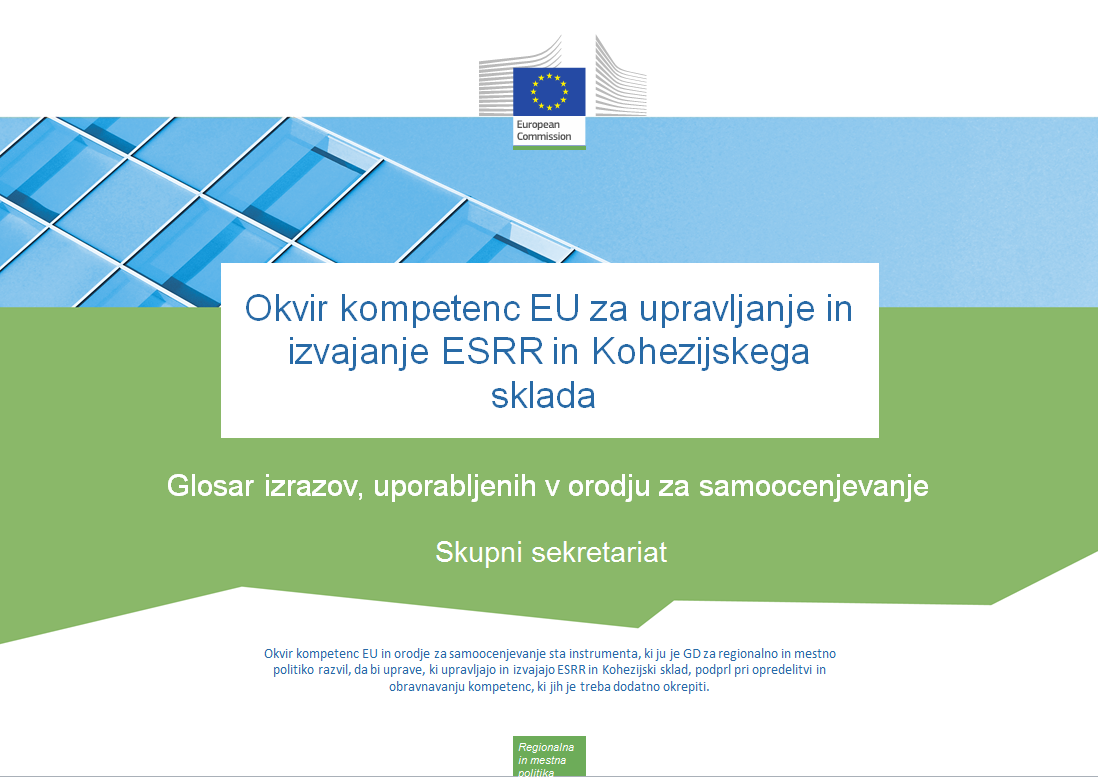 European
Commission
Okvir kompetenc EU za upravljanje in
izvajanje ESRR in Kohezijskega
sklada
Glosar izrazov, uporabljenih v orodju za samoocenjevanje
Skupni sekretariat
Okvir kompetenc EU in orodje za samoocenjevanje sta instrumenta, ki ju je GD za regionalno in mestno
politiko razvil, da bi uprave, ki upravljajo in izvajajo ESRR in Kohezijski sklad, podprl pri opredelitvi in
obravnavanju kompetenc, ki jih je treba dodatno okrepiti.
Regionalna
in mestna
politika